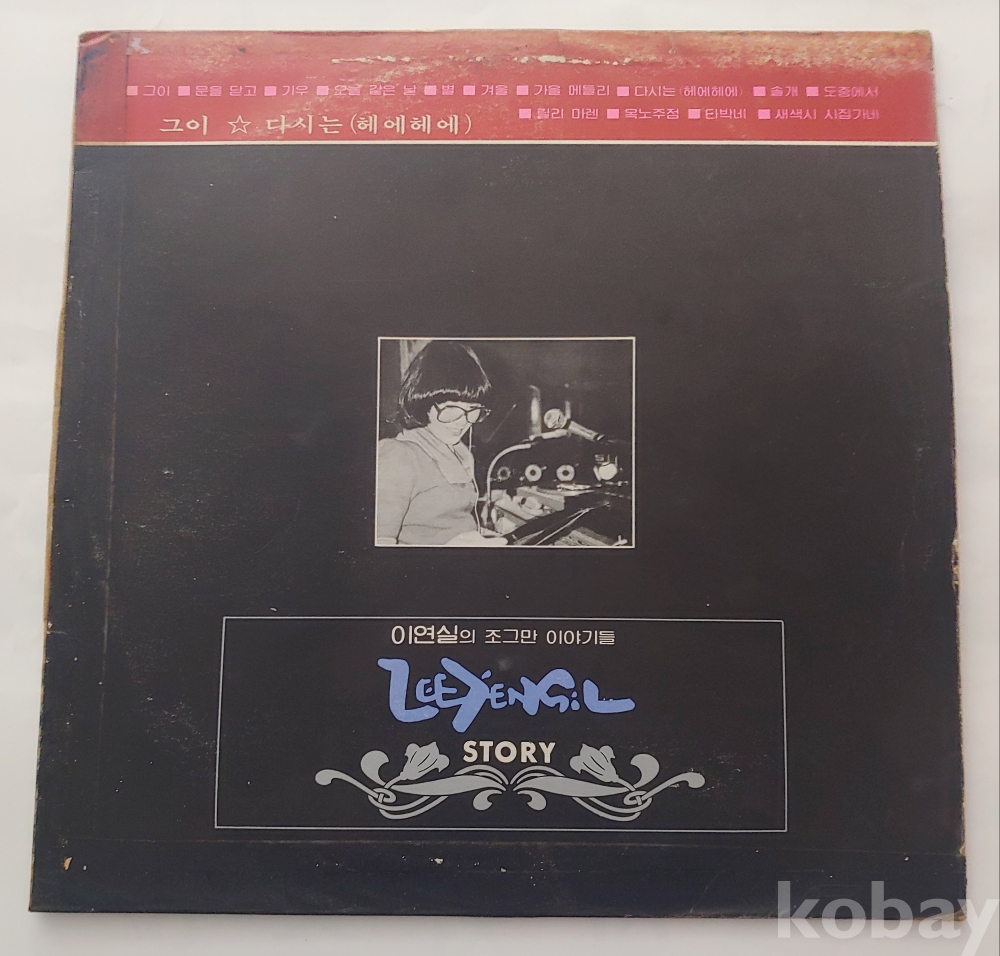 ■ 그이 ■ 문을 닫고 ■ 기우 ■ 오늘 같은 날 ■ 별 ■ 겨울 ■ 가을 메들리 ■ 다시는 (헤에헤에) ■ 솔개 ■ 도중에서
■ 릴리 마렌 ■ 목노주점 ■ 타박네 ■ 새색시 시집가네
그이 ☆ 다시는 (헤에헤에)
이연실의 조그만 이야기들
LEE YENSiL
STORY
kobay